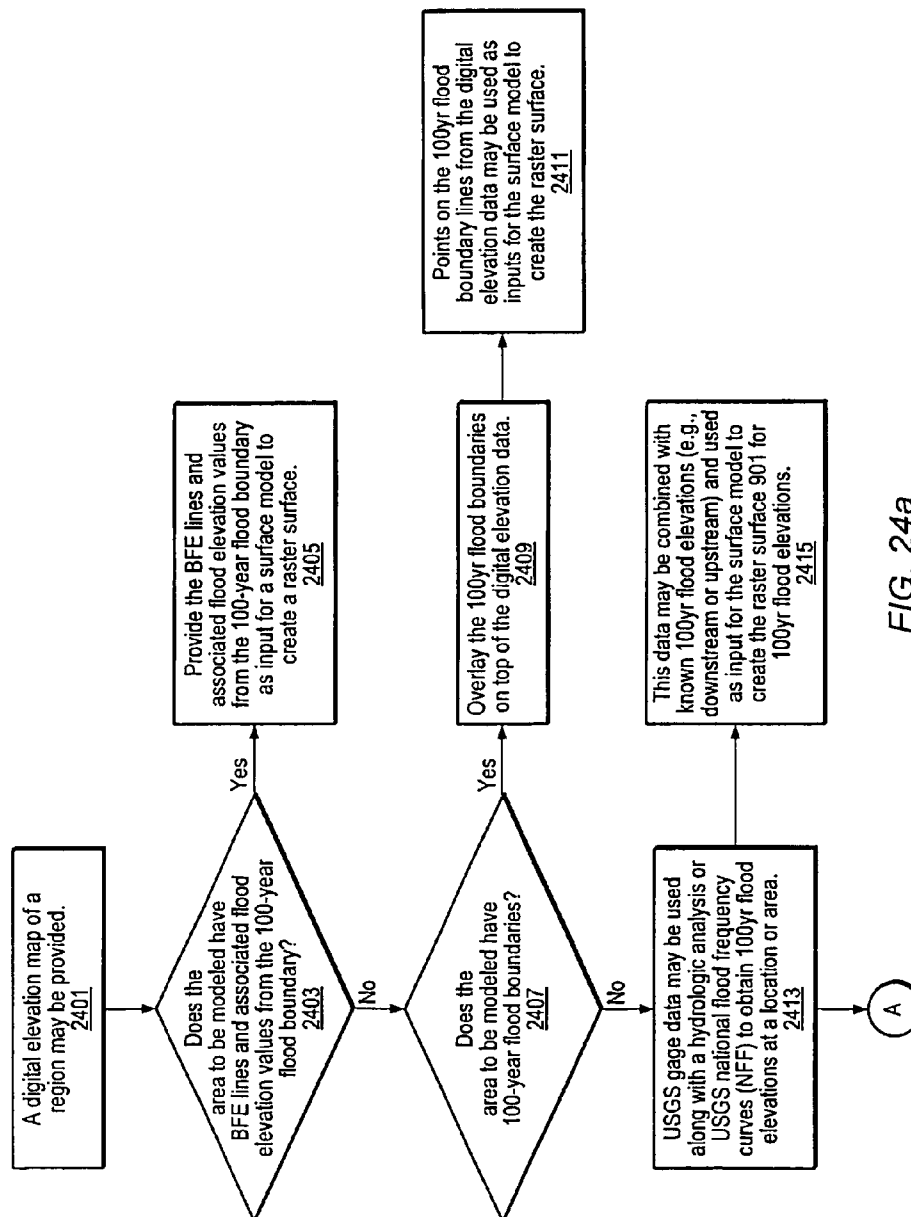 A digital elevation map of a
region may be provided.
2401
Does the
area to be modeled have
BFE lines and associated flood
elevation values from the 100-year
flood boundary?
2403
Yes
Provide the BFE lines and
associated flood elevation values
from the 100-year flood boundary
as input for a surface model to
create a raster surface.
2405
No
Does the
area to be modeled have
100-year flood boundaries?
2407
Yes
Overlay the 100yr flood boundaries
on top of the digital elevation data.
2409
Points on the 100yr flood
boundary lines from the digital
elevation data may be used as
inputs for the surface model to
create the raster surface.
2411
No
USGS gage data may be used
along with a hydrologic analysis or
USGS national flood frequency
curves (NFF) to obtain 100yr flood
elevations at a location or area.
2413
This data may be combined with
known 100yr flood elevations (e.g.,
downstream or upstream) and used
as input for the surface model to
create the raster surface 901 for
100yr flood elevations.
2415
A
FIG. 24a